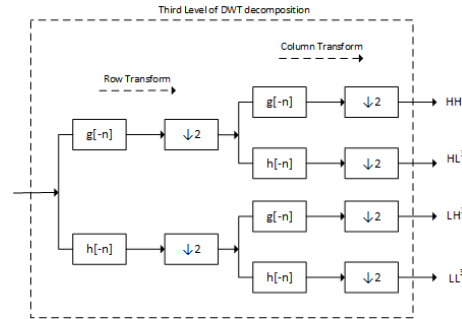 Third Level of DWT decomposition
Column Transform
Row Transform
g[-n] ↓2 HH
g[-n] ↓2
h[-n] ↓2 HL
g[-n] ↓2 LH
h[-n] ↓2
h[-n] ↓2 LL